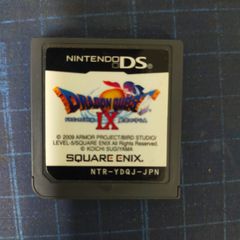 NINTENDO DS
DRAGON QUEST
IX
© 2009 ARMOR PROJECT/BIRD STUDIO/
LEVEL-5/SQUARE ENIX All Rights Reserved.
© KOICHI SUGIYAMA
SQUARE ENIX
NTR-YDQJ-JPN